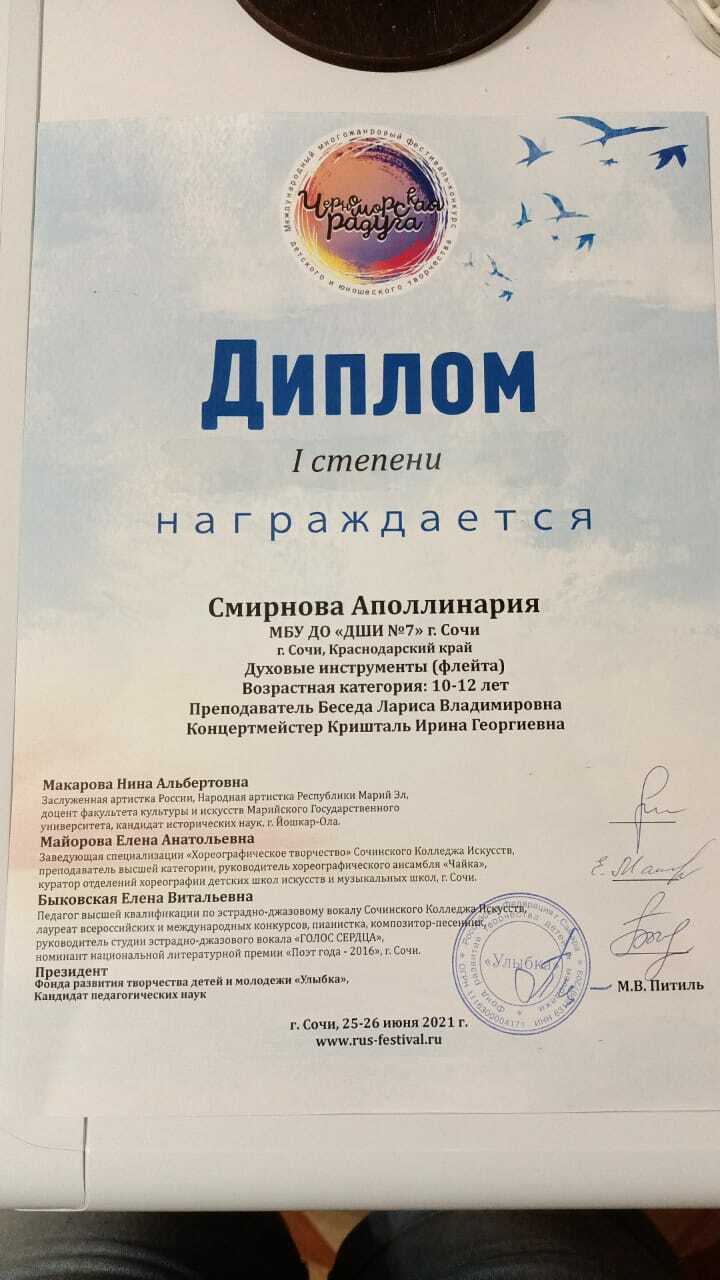 Международный многожанровый фестиваль-конкурс
Черноморская
радуга
детского и юношеского творчества
Диплом
I степени
награждается
Смирнова Аполлинария
МБУ ДО «ДШИ №7» г. Сочи
г. Сочи, Краснодарский край
Духовые инструменты (флейта)
Возрастная категория: 10-12 лет
Преподаватель Беседа Лариса Владимировна
Концертмейстер Кришталь Ирина Георгиевна
Макарова Нина Альбертовна
Заслуженная артистка России, Народная артистка Республики Марий Эл,
доцент факультета культуры и искусств Марийского Государственного
университета, кандидат исторических наук, г. Йошкар-Ола.
Майорова Елена Анатольевна
Заведующая специализации «Хореографическое творчество» Сочинского Колледжа Искусств,
преподаватель высшей категории, руководитель хореографического ансамбля «Чайка»,
куратор отделений хореографии детских школ искусств и музыкальных школ, г. Сочи.
Быковская Елена Витальевна
Педагог высшей квалификации по эстрадно-джазовому вокалу Сочинского Колледжа Искусств,
лауреат всероссийских и международных конкурсов, пианистка, композитор-песенник,
руководитель студии эстрадно-джазового вокала «ГОЛОС СЕРДЦА»,
номинант национальной литературной премии «Поэт года - 2016», г. Сочи.
Президент
Фонда развития творчества детей и молодежи «Улыбка»,
Кандидат педагогических наук
«Улыбка»
М.В. Питиль
г. Сочи, 25-26 июня 2021 г.
www.rus-festival.ru